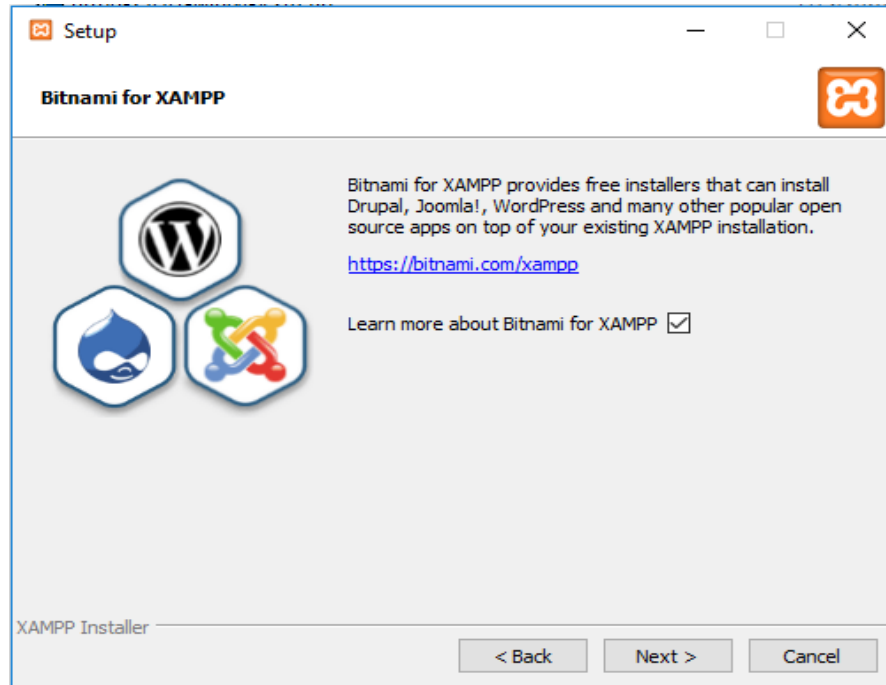 Setup
Bitnami for XAMPP
Bitnami for XAMPP provides free installers that can install
Drupal, Joomla!, WordPress and many other popular open
source apps on top of your existing XAMPP installation.
https://bitnami.com/xampp
Learn more about Bitnami for XAMPP
XAMPP Installer
< Back
Next >
Cancel